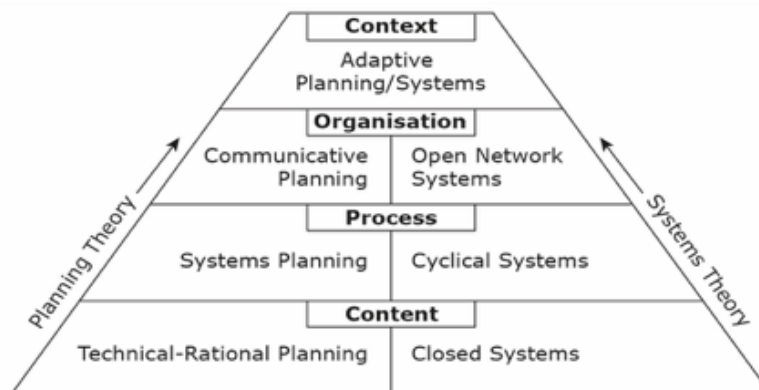 Context
Adaptive
Planning/Systems
Organisation
Communicative
Planning
Open Network
Systems
Process
Systems Planning
Cyclical Systems
Content
Technical-Rational Planning
Closed Systems
Planning Theory
Systems Theory